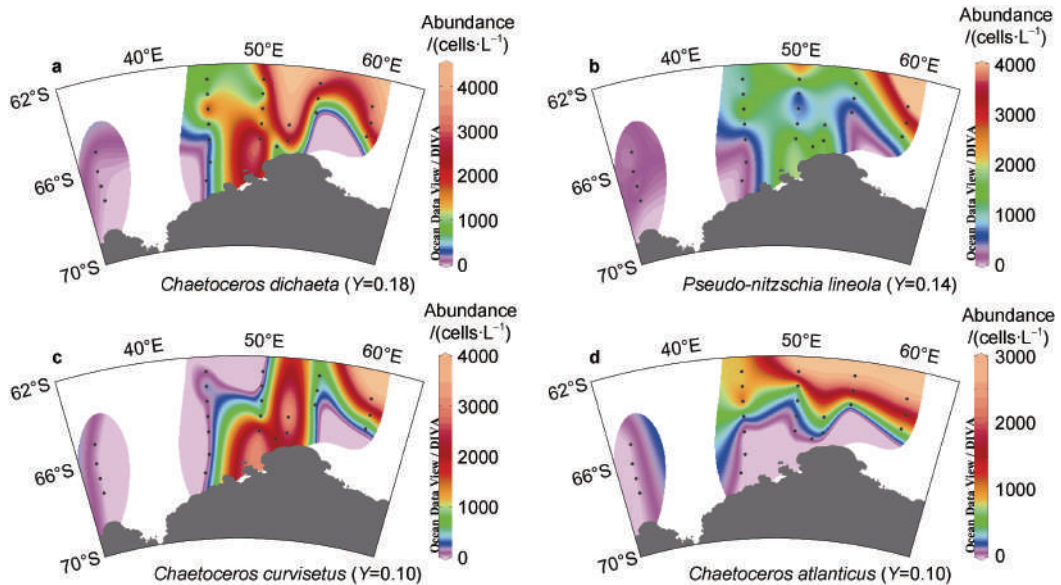 a
40°E
50°E
60°E
62°S
66°S
70°S
Abundance
/(cells·L⁻¹)
4000
3000
2000
1000
0
Ocean Data View / DIVA
Chaetoceros dichaeta (Y=0.18)
b
40°E
50°E
60°E
62°S
66°S
70°S
Abundance
/(cells·L⁻¹)
4000
3000
2000
1000
0
Ocean Data View / DIVA
Pseudo-nitzschia lineola (Y=0.14)
c
40°E
50°E
60°E
62°S
66°S
70°S
Abundance
/(cells·L⁻¹)
4000
3000
2000
1000
0
Ocean Data View / DIVA
Chaetoceros curvisetus (Y=0.10)
d
40°E
50°E
60°E
62°S
66°S
70°S
Abundance
/(cells·L⁻¹)
3000
2000
1000
0
Ocean Data View / DIVA
Chaetoceros atlanticus (Y=0.10)